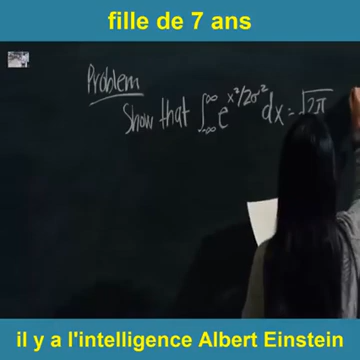 fille de 7 ans
Problem
Show that ∫_{-∞}^{∞} e^{x²/2σ²} dx = √2π
il y a l'intelligence Albert Einstein